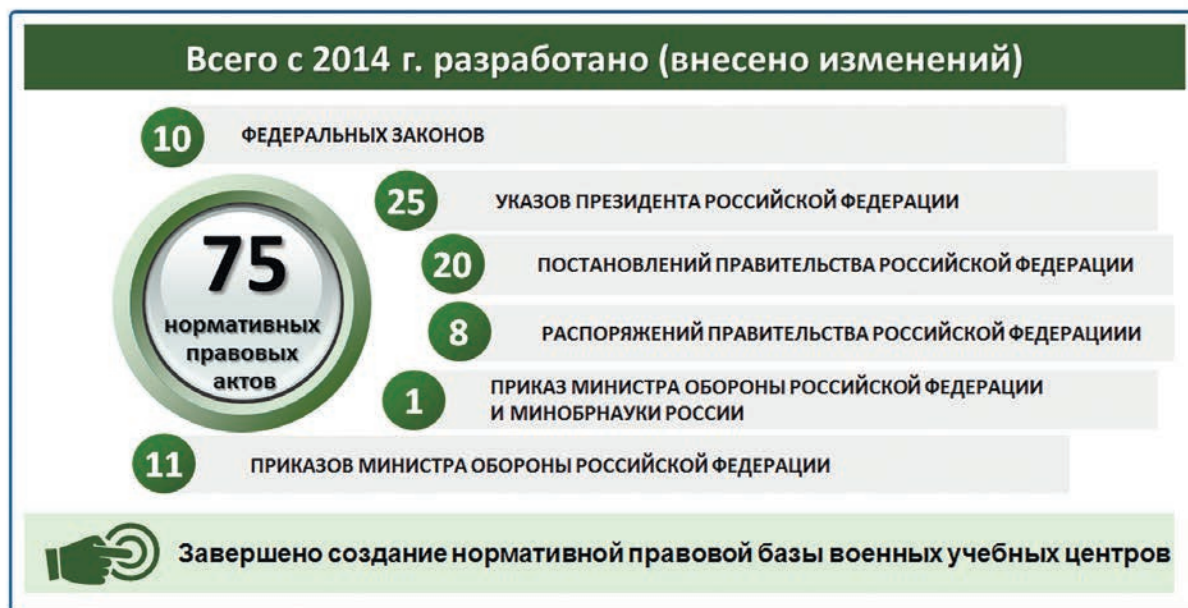 Всего с 2014 г. разработано (внесено изменений)
10
ФЕДЕРАЛЬНЫХ ЗАКОНОВ
25
УКАЗОВ ПРЕЗИДЕНТА РОССИЙСКОЙ ФЕДЕРАЦИИ
75
нормативных
правовых
актов
20
ПОСТАНОВЛЕНИЙ ПРАВИТЕЛЬСТВА РОССИЙСКОЙ ФЕДЕРАЦИИ
8
РАСПОРЯЖЕНИЙ ПРАВИТЕЛЬСТВА РОССИЙСКОЙ ФЕДЕРАЦИИИ
1
ПРИКАЗ МИНИСТРА ОБОРОНЫ РОССИЙСКОЙ ФЕДЕРАЦИИ
И МИНОБРНАУКИ РОССИИ
11
ПРИКАЗОВ МИНИСТРА ОБОРОНЫ РОССИЙСКОЙ ФЕДЕРАЦИИ
Завершено создание нормативной правовой базы военных учебных центров